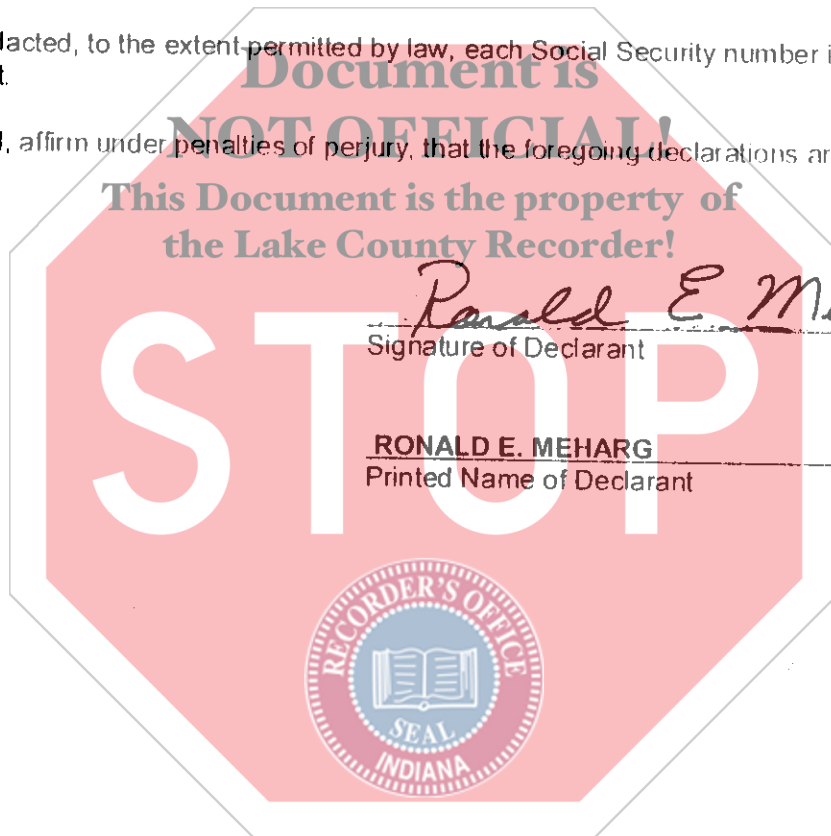 dacted, to the extent permitted by law, each Social Security number i
t.
Document is
NOT OFFICIAL!
, affirm under penalties of perjury, that the foregoing declarations ar
This Document is the property of
the Lake County Recorder!
Ronald E M
Signature of Declarant
STOP
RONALD E. MEHARG
Printed Name of Declarant
RECORDER'S OFFICE
SEAL
INDIANA